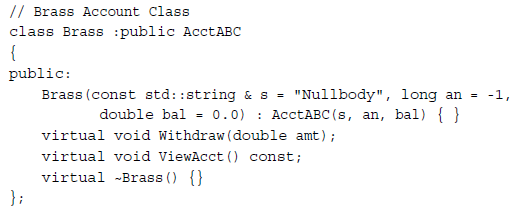 // Brass Account Class
class Brass :public AcctABC
{
public:
    Brass(const std::string & s = "Nullbody", long an = -1,
           double bal = 0.0) : AcctABC(s, an, bal) { }
    virtual void Withdraw(double amt);
    virtual void ViewAcct() const;
    virtual ~Brass() {}
};